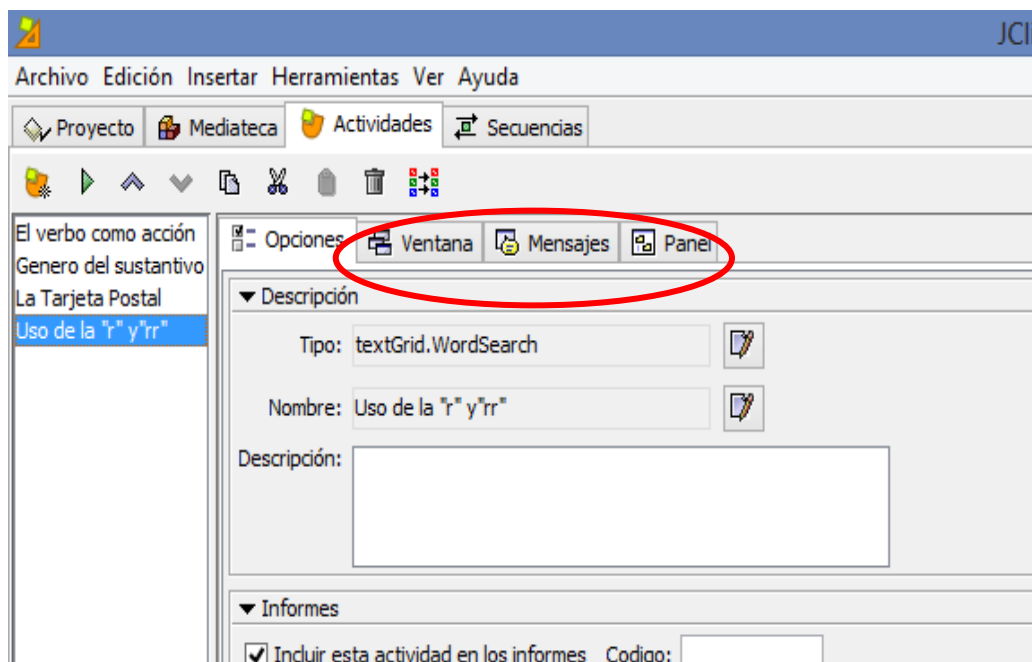 JCl
Archivo Edición Insertar Herramientas Ver Ayuda
Proyecto Mediateca Actividades Secuencias
El verbo como acción
Genero del sustantivo
La Tarjeta Postal
Uso de la "r" y"rr"
Opciones Ventana Mensajes Panel
Descripción
Tipo: textGrid.WordSearch
Nombre: Uso de la "r" y"rr"
Descripción:
Informes
Incluir esta actividad en los informes Codigo: